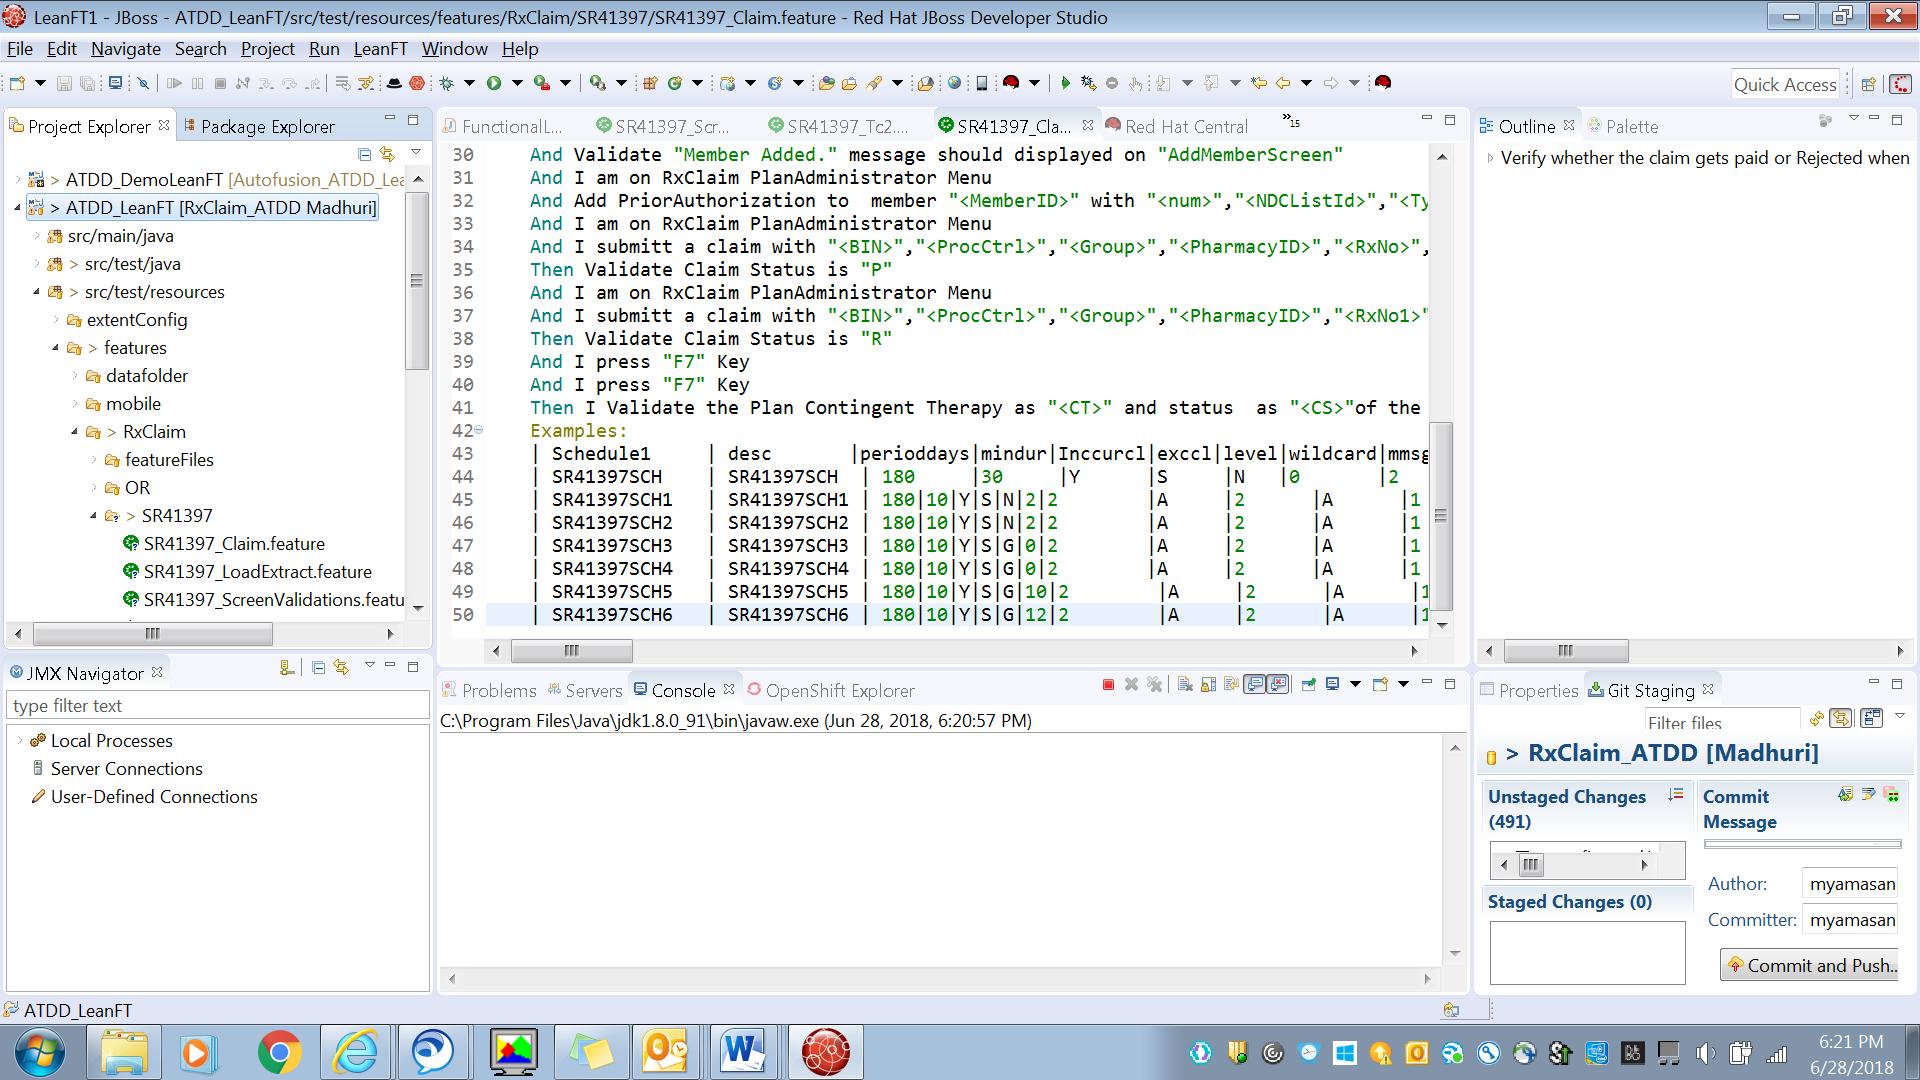 LeanFT1 - JBoss - ATDD_LeanFT/src/test/resources/features/RxClaim/SR41397/SR41397_Claim.feature - Red Hat JBoss Developer Studio
File Edit Navigate Search Project Run LeanFT Window Help
Quick Access
Project Explorer Package Explorer
> ATDD_DemoLeanFT [Autofusion_ATDD_Lea
> ATDD_LeanFT [RxClaim_ATDD Madhuri]
src/main/java
> src/test/java
> src/test/resources
extentConfig
> features
datafolder
mobile
> RxClaim
featureFiles
OR
> SR41397
SR41397_Claim.feature
SR41397_LoadExtract.feature
SR41397_ScreenValidations.featu
FunctionalL... SR41397_Scr... SR41397_Tc2.... SR41397_Cla... Red Hat Central »15
30 And Validate "Member Added." message should displayed on "AddMemberScreen"
31 And I am on RxClaim PlanAdministrator Menu
32 And Add PriorAuthorization to  member "<MemberID>" with "<num>","<NDCListId>","<Ty
33 And I am on RxClaim PlanAdministrator Menu
34 And I submitt a claim with "<BIN>","<ProcCtrl>","<Group>","<PharmacyID>","<RxNo>",
35 Then Validate Claim Status is "P"
36 And I am on RxClaim PlanAdministrator Menu
37 And I submitt a claim with "<BIN>","<ProcCtrl>","<Group>","<PharmacyID>","<RxNo1>"
38 Then Validate Claim Status is "R"
39 And I press "F7" Key
40 And I press "F7" Key
41 Then I Validate the Plan Contingent Therapy as "<CT>" and status  as "<CS>"of the
42 Examples:
43 | Schedule1 | desc |perioddays|mindur|Inccurcl|exccl|level|wildcard|mmsg
44 | SR41397SCH | SR41397SCH | 180 |30 |Y |S |N |0 |2
45 | SR41397SCH1 | SR41397SCH1 | 180|10|Y|S|N|2|2 |A |2 |A |1
46 | SR41397SCH2 | SR41397SCH2 | 180|10|Y|S|N|2|2 |A |2 |A |1
47 | SR41397SCH3 | SR41397SCH3 | 180|10|Y|S|G|0|2 |A |2 |A |1
48 | SR41397SCH4 | SR41397SCH4 | 180|10|Y|S|G|0|2 |A |2 |A |1
49 | SR41397SCH5 | SR41397SCH5 | 180|10|Y|S|G|10|2 |A |2 |A |1
50 | SR41397SCH6 | SR41397SCH6 | 180|10|Y|S|G|12|2 |A |2 |A |1
Outline Palette
Verify whether the claim gets paid or Rejected when
JMX Navigator
type filter text
Local Processes
Server Connections
User-Defined Connections
Problems Servers Console OpenShift Explorer
C:\Program Files\Java\jdk1.8.0_91\bin\javaw.exe (Jun 28, 2018, 6:20:57 PM)
Properties Git Staging
Filter files
> RxClaim_ATDD [Madhuri]
Unstaged Changes
(491)
Staged Changes (0)
Commit
Message
Author: myamasan
Committer: myamasan
Commit and Push...
ATDD_LeanFT
6:21 PM
6/28/2018